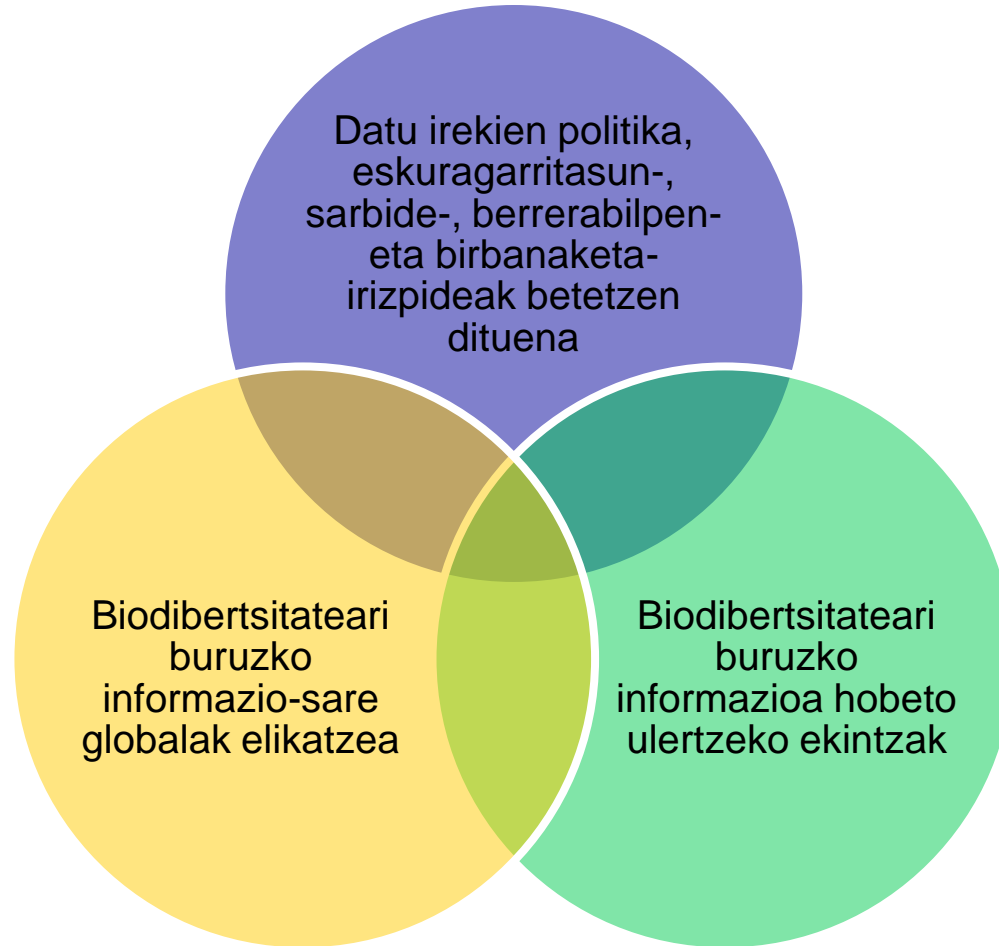 Datu irekien politika,
eskuragarritasun-,
sarbide-, berrerabilpen-
eta birbanaketa-
irizpideak betetzen
dituena
Biodibertsitateari
buruzko
informazio-sare
globalak elikatzea
Biodibertsitateari
buruzko
informazioa hobeto
ulertzeko ekintzak